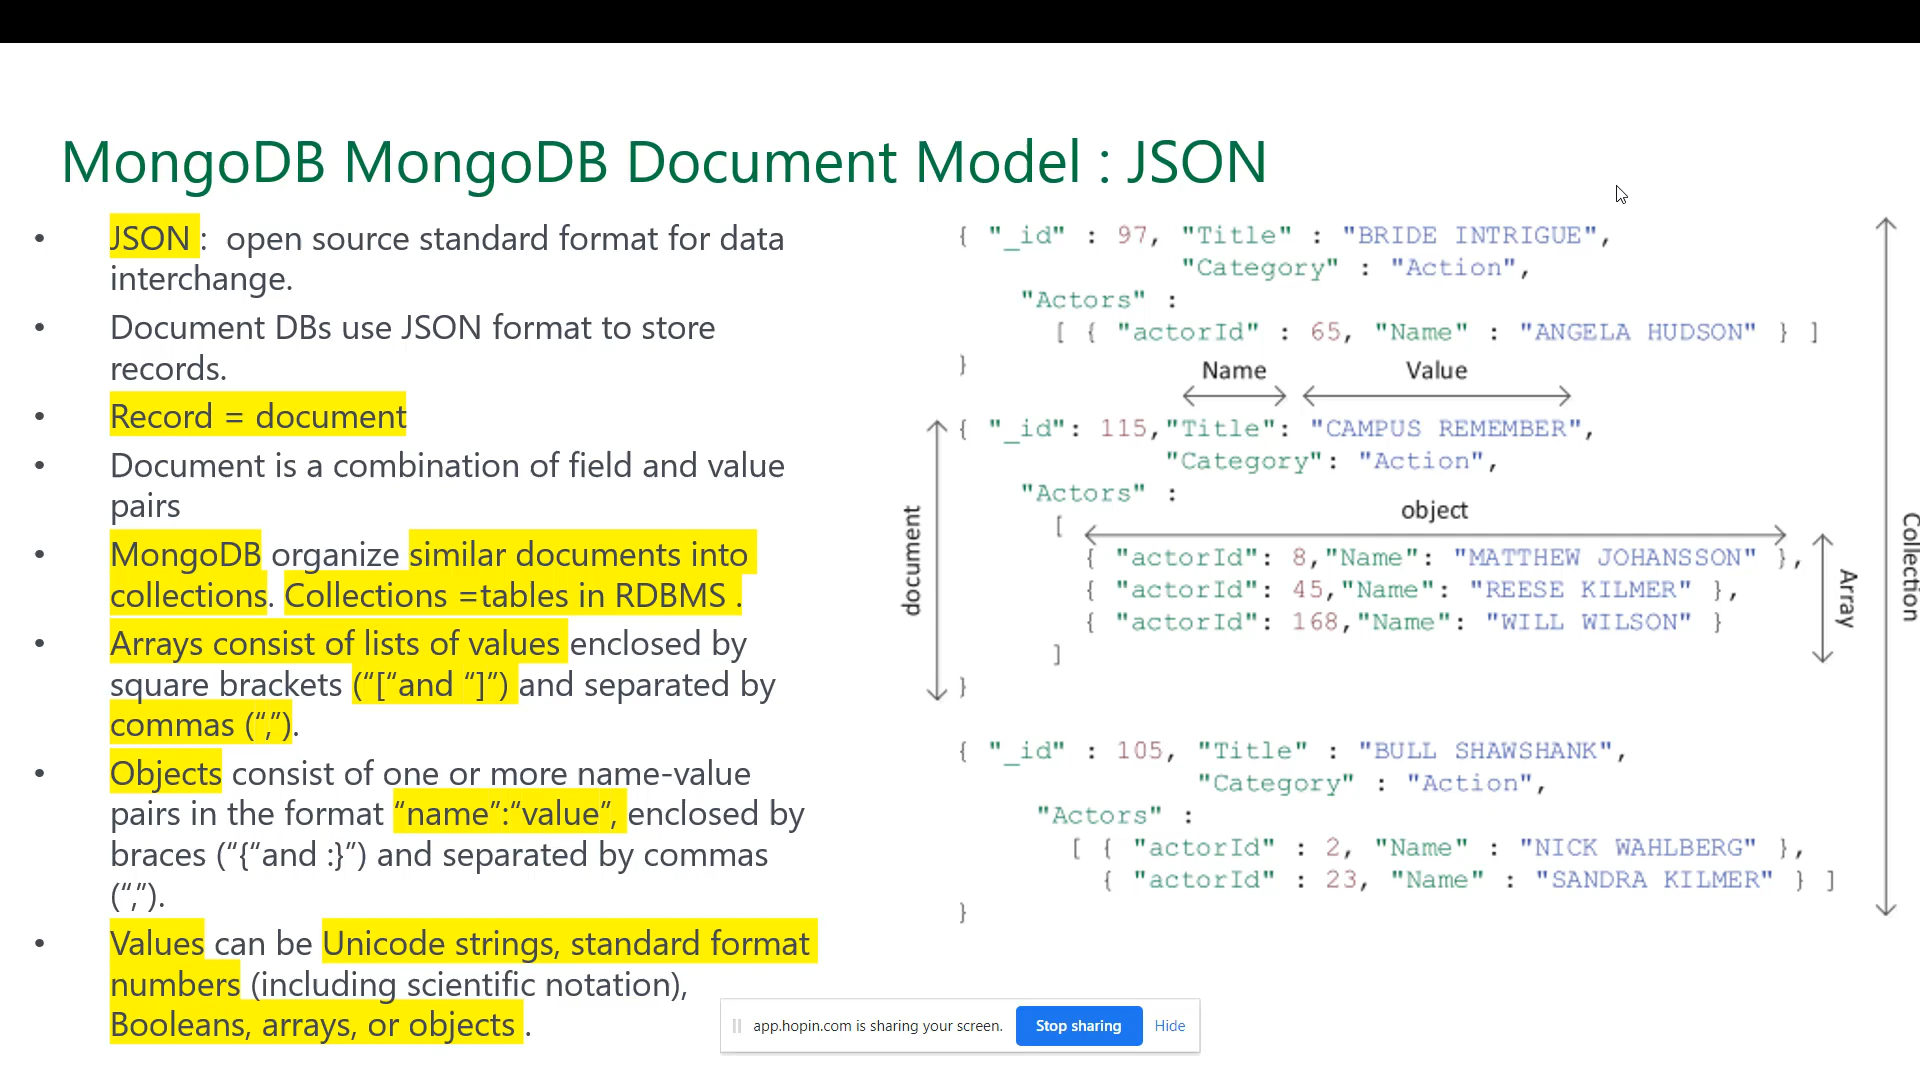 MongoDB MongoDB Document Model : JSON
• JSON :  open source standard format for data
interchange.
• Document DBs use JSON format to store
records.
• Record = document
• Document is a combination of field and value
pairs
• MongoDB organize similar documents into
collections. Collections =tables in RDBMS .
• Arrays consist of lists of values enclosed by
square brackets (“[“and “]”) and separated by
commas (“,”).
• Objects consist of one or more name-value
pairs in the format “name”:“value”, enclosed by
braces (“{“and :}”) and separated by commas
(“,”).
• Values can be Unicode strings, standard format
numbers (including scientific notation),
Booleans, arrays, or objects .
{ "_id" : 97, "Title" : "BRIDE INTRIGUE",
"Category" : "Action",
"Actors" :
[ { "actorId" : 65, "Name" : "ANGELA HUDSON" } ]
}
Name Value
{ "_id": 115,"Title": "CAMPUS REMEMBER",
"Category": "Action",
"Actors" :
[ object
{ "actorId": 8,"Name": "MATTHEW JOHANSSON" },
{ "actorId": 45,"Name": "REESE KILMER" },
{ "actorId": 168,"Name": "WILL WILSON" }
]
}
document
Array
Collection
{ "_id" : 105, "Title" : "BULL SHAWSHANK",
"Category" : "Action",
"Actors" :
[ { "actorId" : 2, "Name" : "NICK WAHLBERG" },
{ "actorId" : 23, "Name" : "SANDRA KILMER" } ]
}
app.hopin.com is sharing your screen. Stop sharing Hide